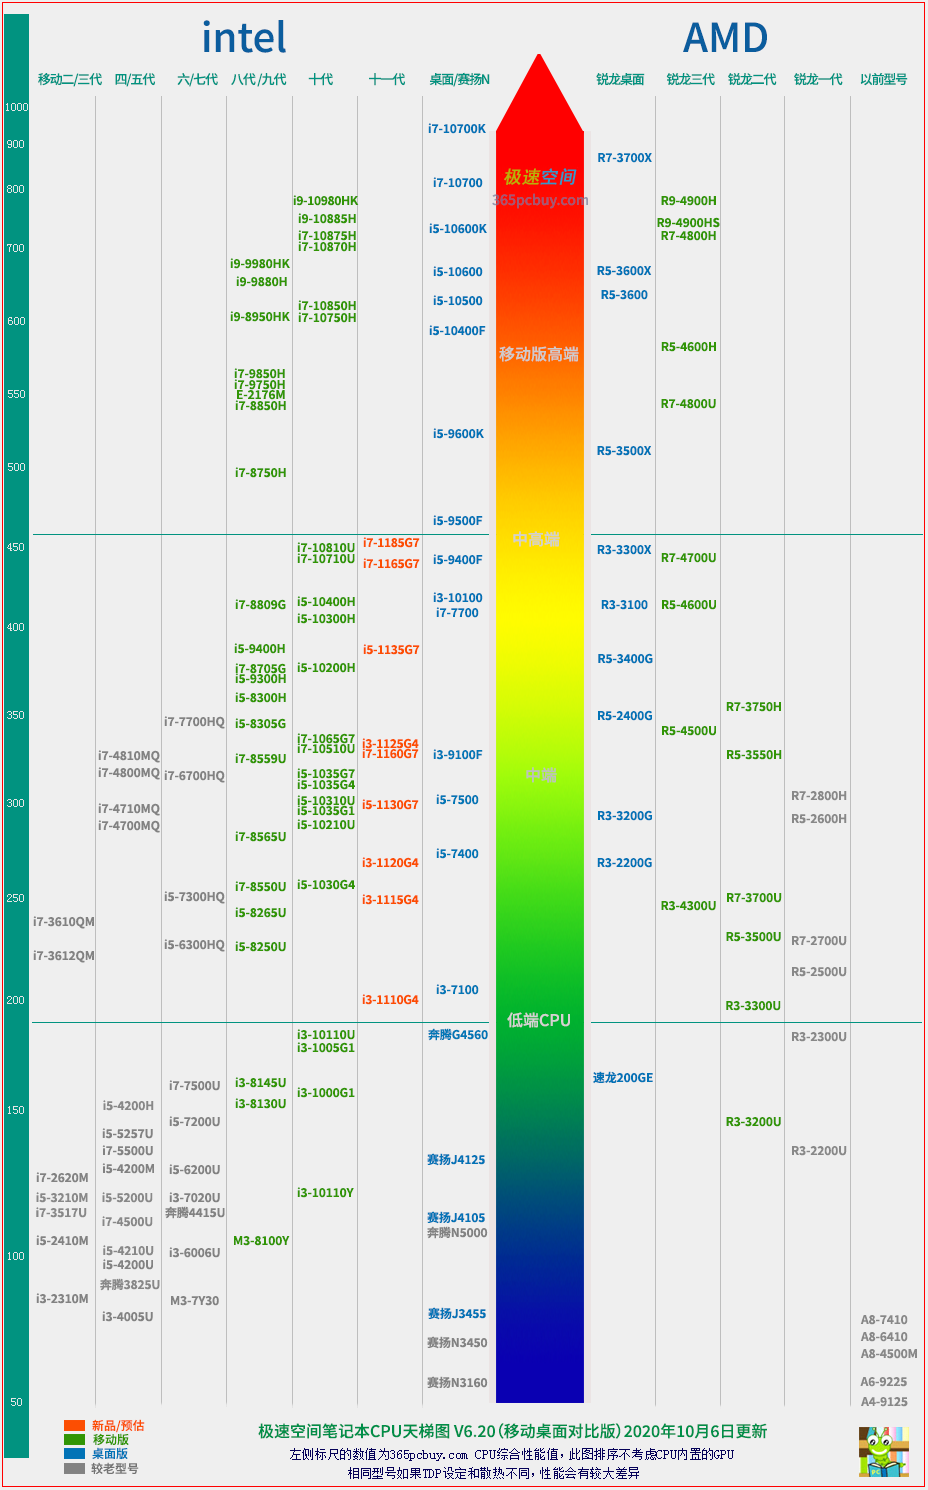 intel
AMD
移动二/三代 四/五代 六/七代 八代/九代 十代 十一代 桌面/赛扬N 锐龙桌面 锐龙三代 锐龙二代 锐龙一代 以前型号
1000
i7-10700K
900
R7-3700X
极速空间
i7-10700
800
365pcbuy.com
i9-10980HK R9-4900H
i9-10885H
R9-4900HS
i5-10600K
i7-10875H R7-4800H
i7-10870H
700
i9-9980HK
i5-10600 R5-3600X
i9-9880H
R5-3600
i5-10500
i7-10850H
i9-8950HK i7-10750H
600
i5-10400F
R5-4600H
移动版高端
i7-9850H
i7-9750H
E-2176M
550
i7-8850H R7-4800U
i5-9600K
R5-3500X
500
i7-8750H
i5-9500F
中高端
i7-1185G7
450
i7-10810U R3-3300X
i7-10710U i5-9400F R7-4700U
i7-1165G7
i3-10100
i5-10400H
i7-8809G R3-3100 R5-4600U
i7-7700
i5-10300H
400
i5-9400H i5-1135G7
R5-3400G
i7-8705G i5-10200H
i5-9300H
i5-8300H
R7-3750H
350
R5-2400G
i7-7700HQ i5-8305G
R5-4500U
i7-1065G7
i3-1125G4
i7-10510U
i7-4810MQ i7-8559U i7-1160G7 i3-9100F R5-3550H
i7-4800MQ i7-6700HQ i5-1035G7 中端
i5-1035G4
R7-2800H
i5-10310U i5-7500
300
i7-4710MQ i5-1035G1 i5-1130G7
R3-3200G R5-2600H
i7-4700MQ i5-10210U
i7-8565U
i5-7400
i3-1120G4 R3-2200G
i7-8550U i5-1030G4
250
i5-7300HQ i3-1115G4 R7-3700U
R3-4300U
i5-8265U
i7-3610QM
R5-3500U
i5-6300HQ i5-8250U R7-2700U
i7-3612QM
R5-2500U
i3-7100
200
i3-1110G4
R3-3300U
低端CPU
i3-10110U 奔腾G4560 R3-2300U
i3-1005G1
速龙200GE
i7-7500U i3-8145U
i3-1000G1
i5-4200H i3-8130U
150
i5-7200U R3-3200U
i5-5257U
i7-5500U R3-2200U
赛扬J4125
i5-4200M i5-6200U
i7-2620M
i3-10110Y
i5-3210M i5-5200U i3-7020U
i7-3517U 奔腾4415U
i7-4500U 赛扬J4105
奔腾N5000
i5-2410M M3-8100Y
i5-4210U i3-6006U
100
i5-4200U
奔腾3825U
i3-2310M M3-7Y30
i3-4005U 赛扬J3455
A8-7410
A8-6410
赛扬N3450
A8-4500M
赛扬N3160 A6-9225
50
A4-9125
新品/预估
移动版
桌面版
较老型号
极速空间笔记本CPU天梯图 V6.20(移动桌面对比版)2020年10月6日更新
左侧标尺的数值为365pcbuy.com CPU综合性能值,此图排序不考虑CPU内置的GPU
相同型号如果TDP设定和散热不同,性能会有较大差异
PC